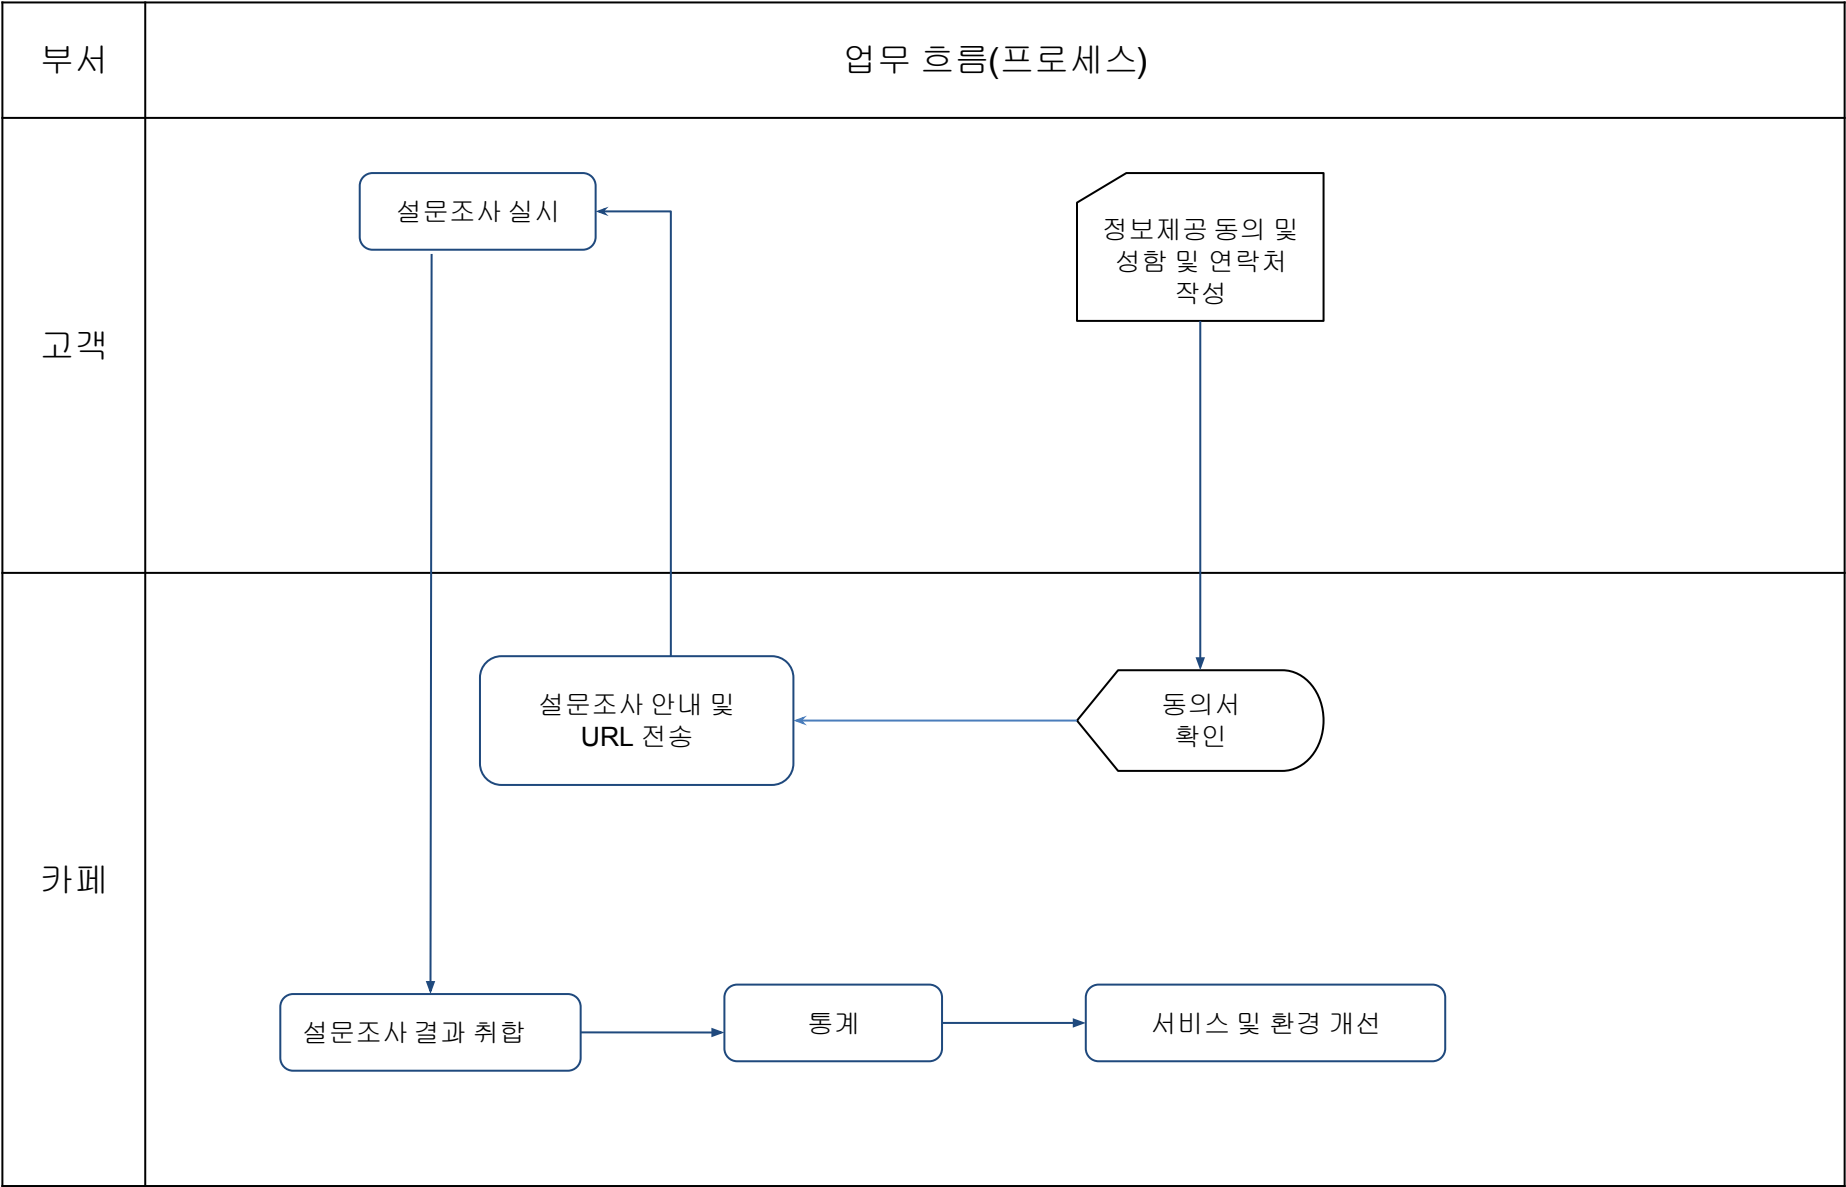 부서
업무 흐름(프로세스)
고객
설문조사 실시
정보제공 동의 및
성함 및 연락처
작성
카페
설문조사 안내 및
URL 전송
동의서
확인
설문조사 결과 취합
통계
서비스 및 환경 개선